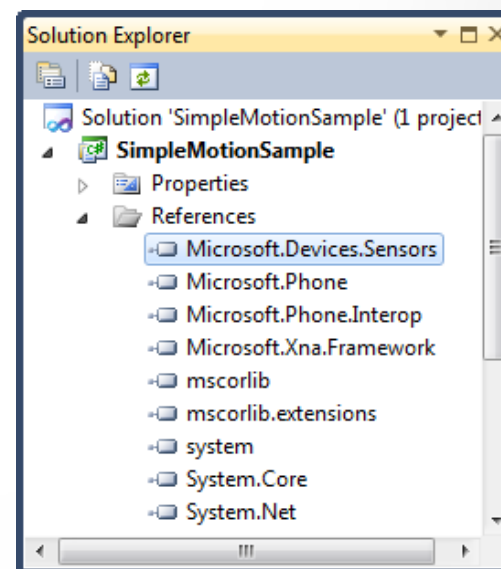 Solution Explorer
Solution 'SimpleMotionSample' (1 project
SimpleMotionSample
Properties
References
Microsoft.Devices.Sensors
Microsoft.Phone
Microsoft.Phone.Interop
Microsoft.Xna.Framework
mscorlib
mscorlib.extensions
system
System.Core
System.Net